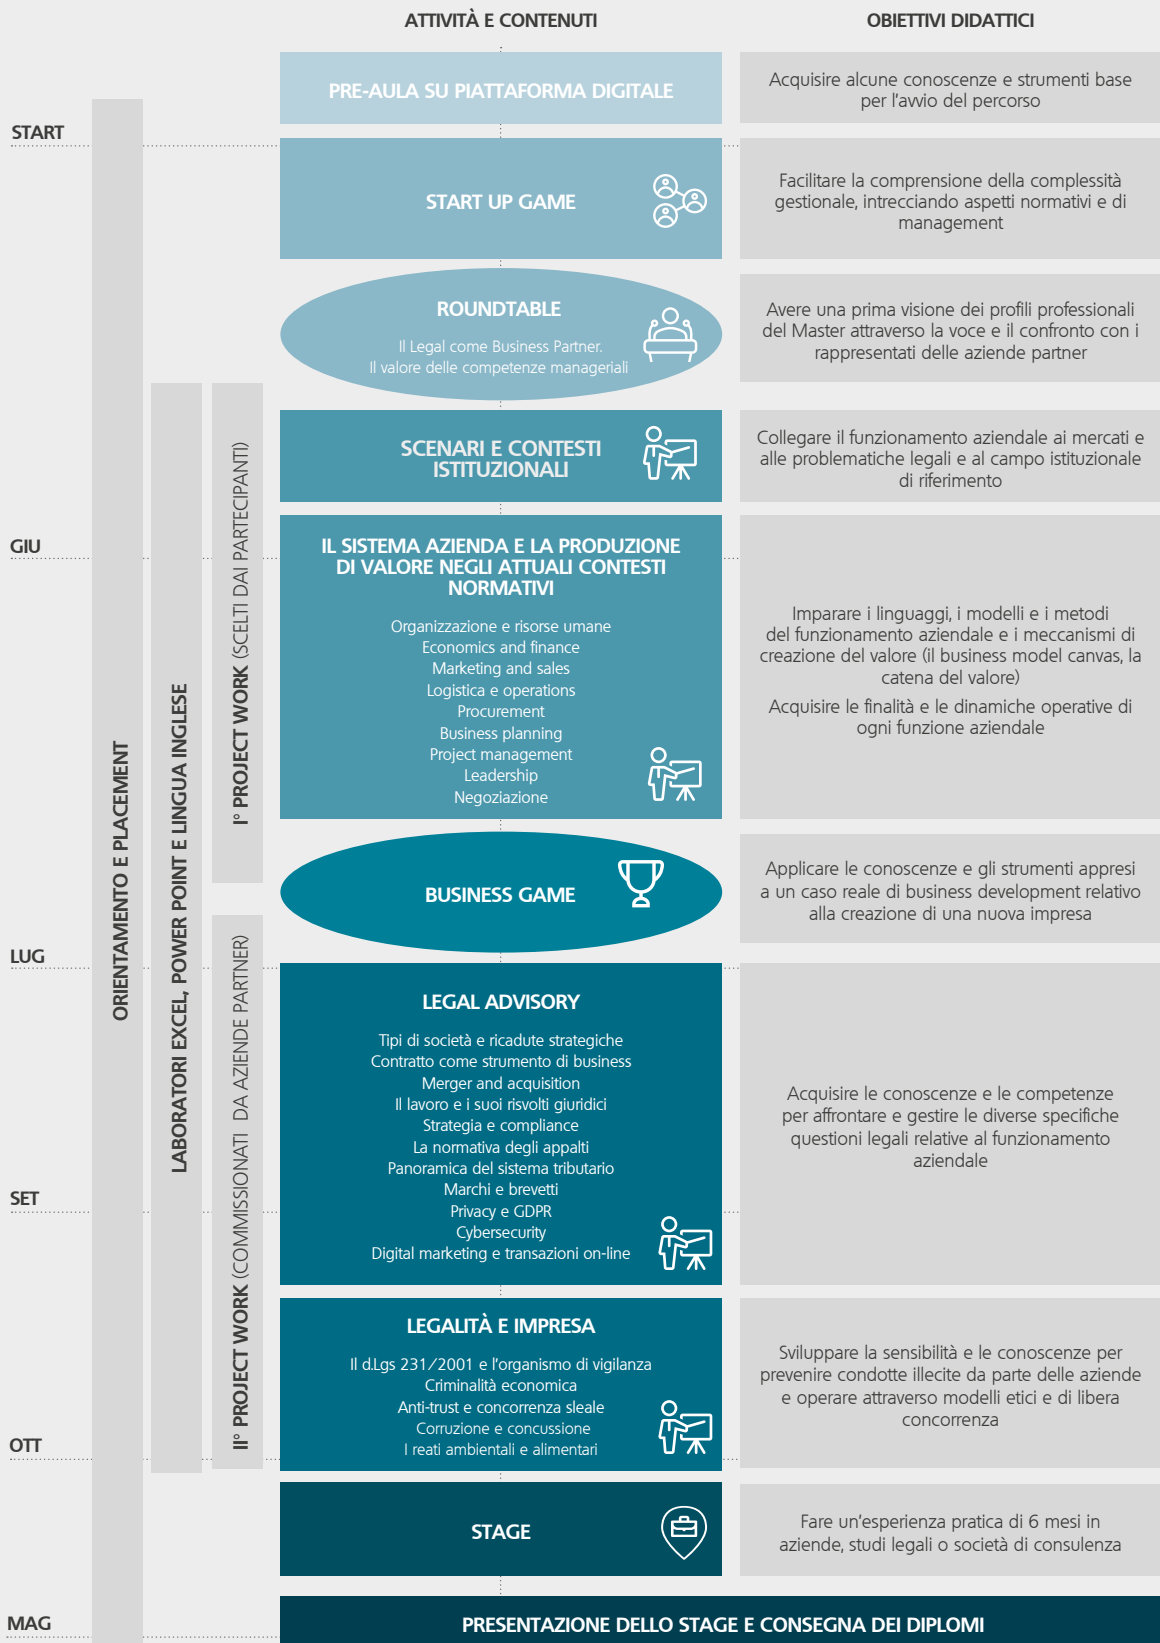 ATTIVITÀ E CONTENUTI
OBIETTIVI DIDATTICI
PRE-AULA SU PIATTAFORMA DIGITALE
Acquisire alcune conoscenze e strumenti base
per l'avvio del percorso
START
START UP GAME
Facilitare la comprensione della complessità
gestionale, intrecciando aspetti normativi e di
management
ROUNDTABLE
Il Legal come Business Partner.
Il valore delle competenze manageriali
Avere una prima visione dei profili professionali
del Master attraverso la voce e il confronto con i
rappresentati delle aziende partner
SCENARI E CONTESTI
ISTITUZIONALI
Collegare il funzionamento aziendale ai mercati e
alle problematiche legali e al campo istituzionale
di riferimento
GIU
IL SISTEMA AZIENDA E LA PRODUZIONE
DI VALORE NEGLI ATTUALI CONTESTI
NORMATIVI
Organizzazione e risorse umane
Economics and finance
Marketing and sales
Logistica e operations
Procurement
Business planning
Project management
Leadership
Negoziazione
Imparare i linguaggi, i modelli e i metodi
del funzionamento aziendale e i meccanismi di
creazione del valore (il business model canvas, la
catena del valore)
Acquisire le finalità e le dinamiche operative di
ogni funzione aziendale
ORIENTAMENTO E PLACEMENT
LABORATORI EXCEL, POWER POINT E LINGUA INGLESE
I° PROJECT WORK (SCELTI DAI PARTECIPANTI)
BUSINESS GAME
Applicare le conoscenze e gli strumenti appresi
a un caso reale di business development relativo
alla creazione di una nuova impresa
LUG
II° PROJECT WORK (COMMISSIONATI DA AZIENDE PARTNER)
LEGAL ADVISORY
Tipi di società e ricadute strategiche
Contratto come strumento di business
Merger and acquisition
Il lavoro e i suoi risvolti giuridici
Strategia e compliance
La normativa degli appalti
Panoramica del sistema tributario
Marchi e brevetti
Privacy e GDPR
Cybersecurity
Digital marketing e transazioni on-line
Acquisire le conoscenze e le competenze
per affrontare e gestire le diverse specifiche
questioni legali relative al funzionamento
aziendale
SET
LEGALITÀ E IMPRESA
Il d.Lgs 231/2001 e l'organismo di vigilanza
Criminalità economica
Anti-trust e concorrenza sleale
Corruzione e concussione
I reati ambientali e alimentari
Sviluppare la sensibilità e le conoscenze per
prevenire condotte illecite da parte delle aziende
e operare attraverso modelli etici e di libera
concorrenza
OTT
STAGE
Fare un'esperienza pratica di 6 mesi in
aziende, studi legali o società di consulenza
MAG
PRESENTAZIONE DELLO STAGE E CONSEGNA DEI DIPLOMI